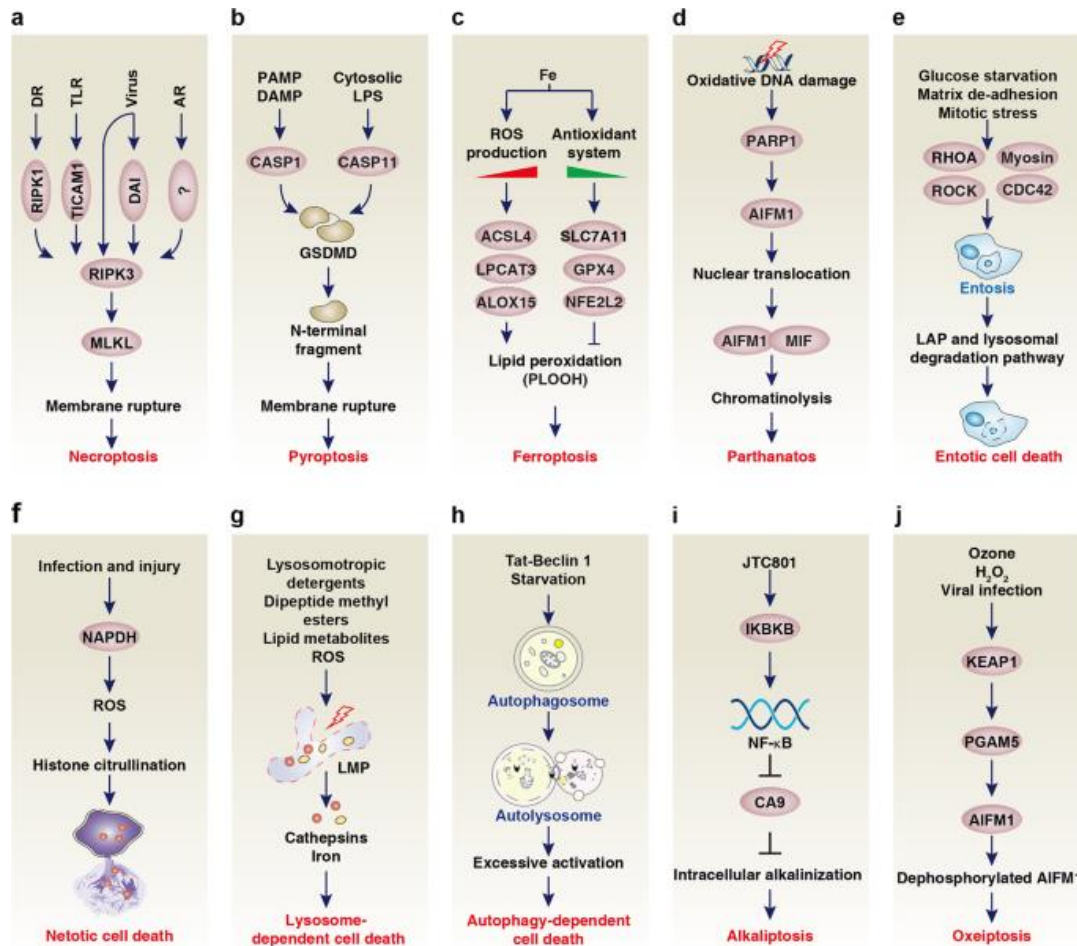 a
DR
TLR
Virus
AR
RIPK1
TICAM1
DAI
?
RIPK3
MLKL
Membrane rupture
Necroptosis
b
PAMP
DAMP
Cytosolic
LPS
CASP1
CASP11
GSDMD
N-terminal
fragment
Membrane rupture
Pyroptosis
c
Fe
ROS
production
Antioxidant
system
ACSL4
LPCAT3
ALOX15
SLC7A11
GPX4
NFE2L2
Lipid peroxidation
(PLOOH)
Ferroptosis
d
Oxidative DNA damage
PARP1
AIFM1
Nuclear translocation
AIFM1
MIF
Chromatinolysis
Parthanatos
e
Glucose starvation
Matrix de-adhesion
Mitotic stress
RHOA
Myosin
ROCK
CDC42
Entosis
LAP and lysosomal
degradation pathway
Entotic cell death
f
Infection and injury
NAPDH
ROS
Histone citrullination
Netotic cell death
g
Lysosomotropic
detergents
Dipeptide methyl
esters
Lipid metabolites
ROS
LMP
Cathepsins
Iron
Lysosome-
dependent cell death
h
Tat-Beclin 1
Starvation
Autophagosome
Autolysosome
Excessive activation
Autophagy-dependent
cell death
i
JTC801
IKBKB
NF-κB
CA9
Intracellular alkalinization
Alkaliptosis
j
Ozone
H₂O₂
Viral infection
KEAP1
PGAM5
AIFM1
Dephosphorylated AIFM1
Oxeiptosis